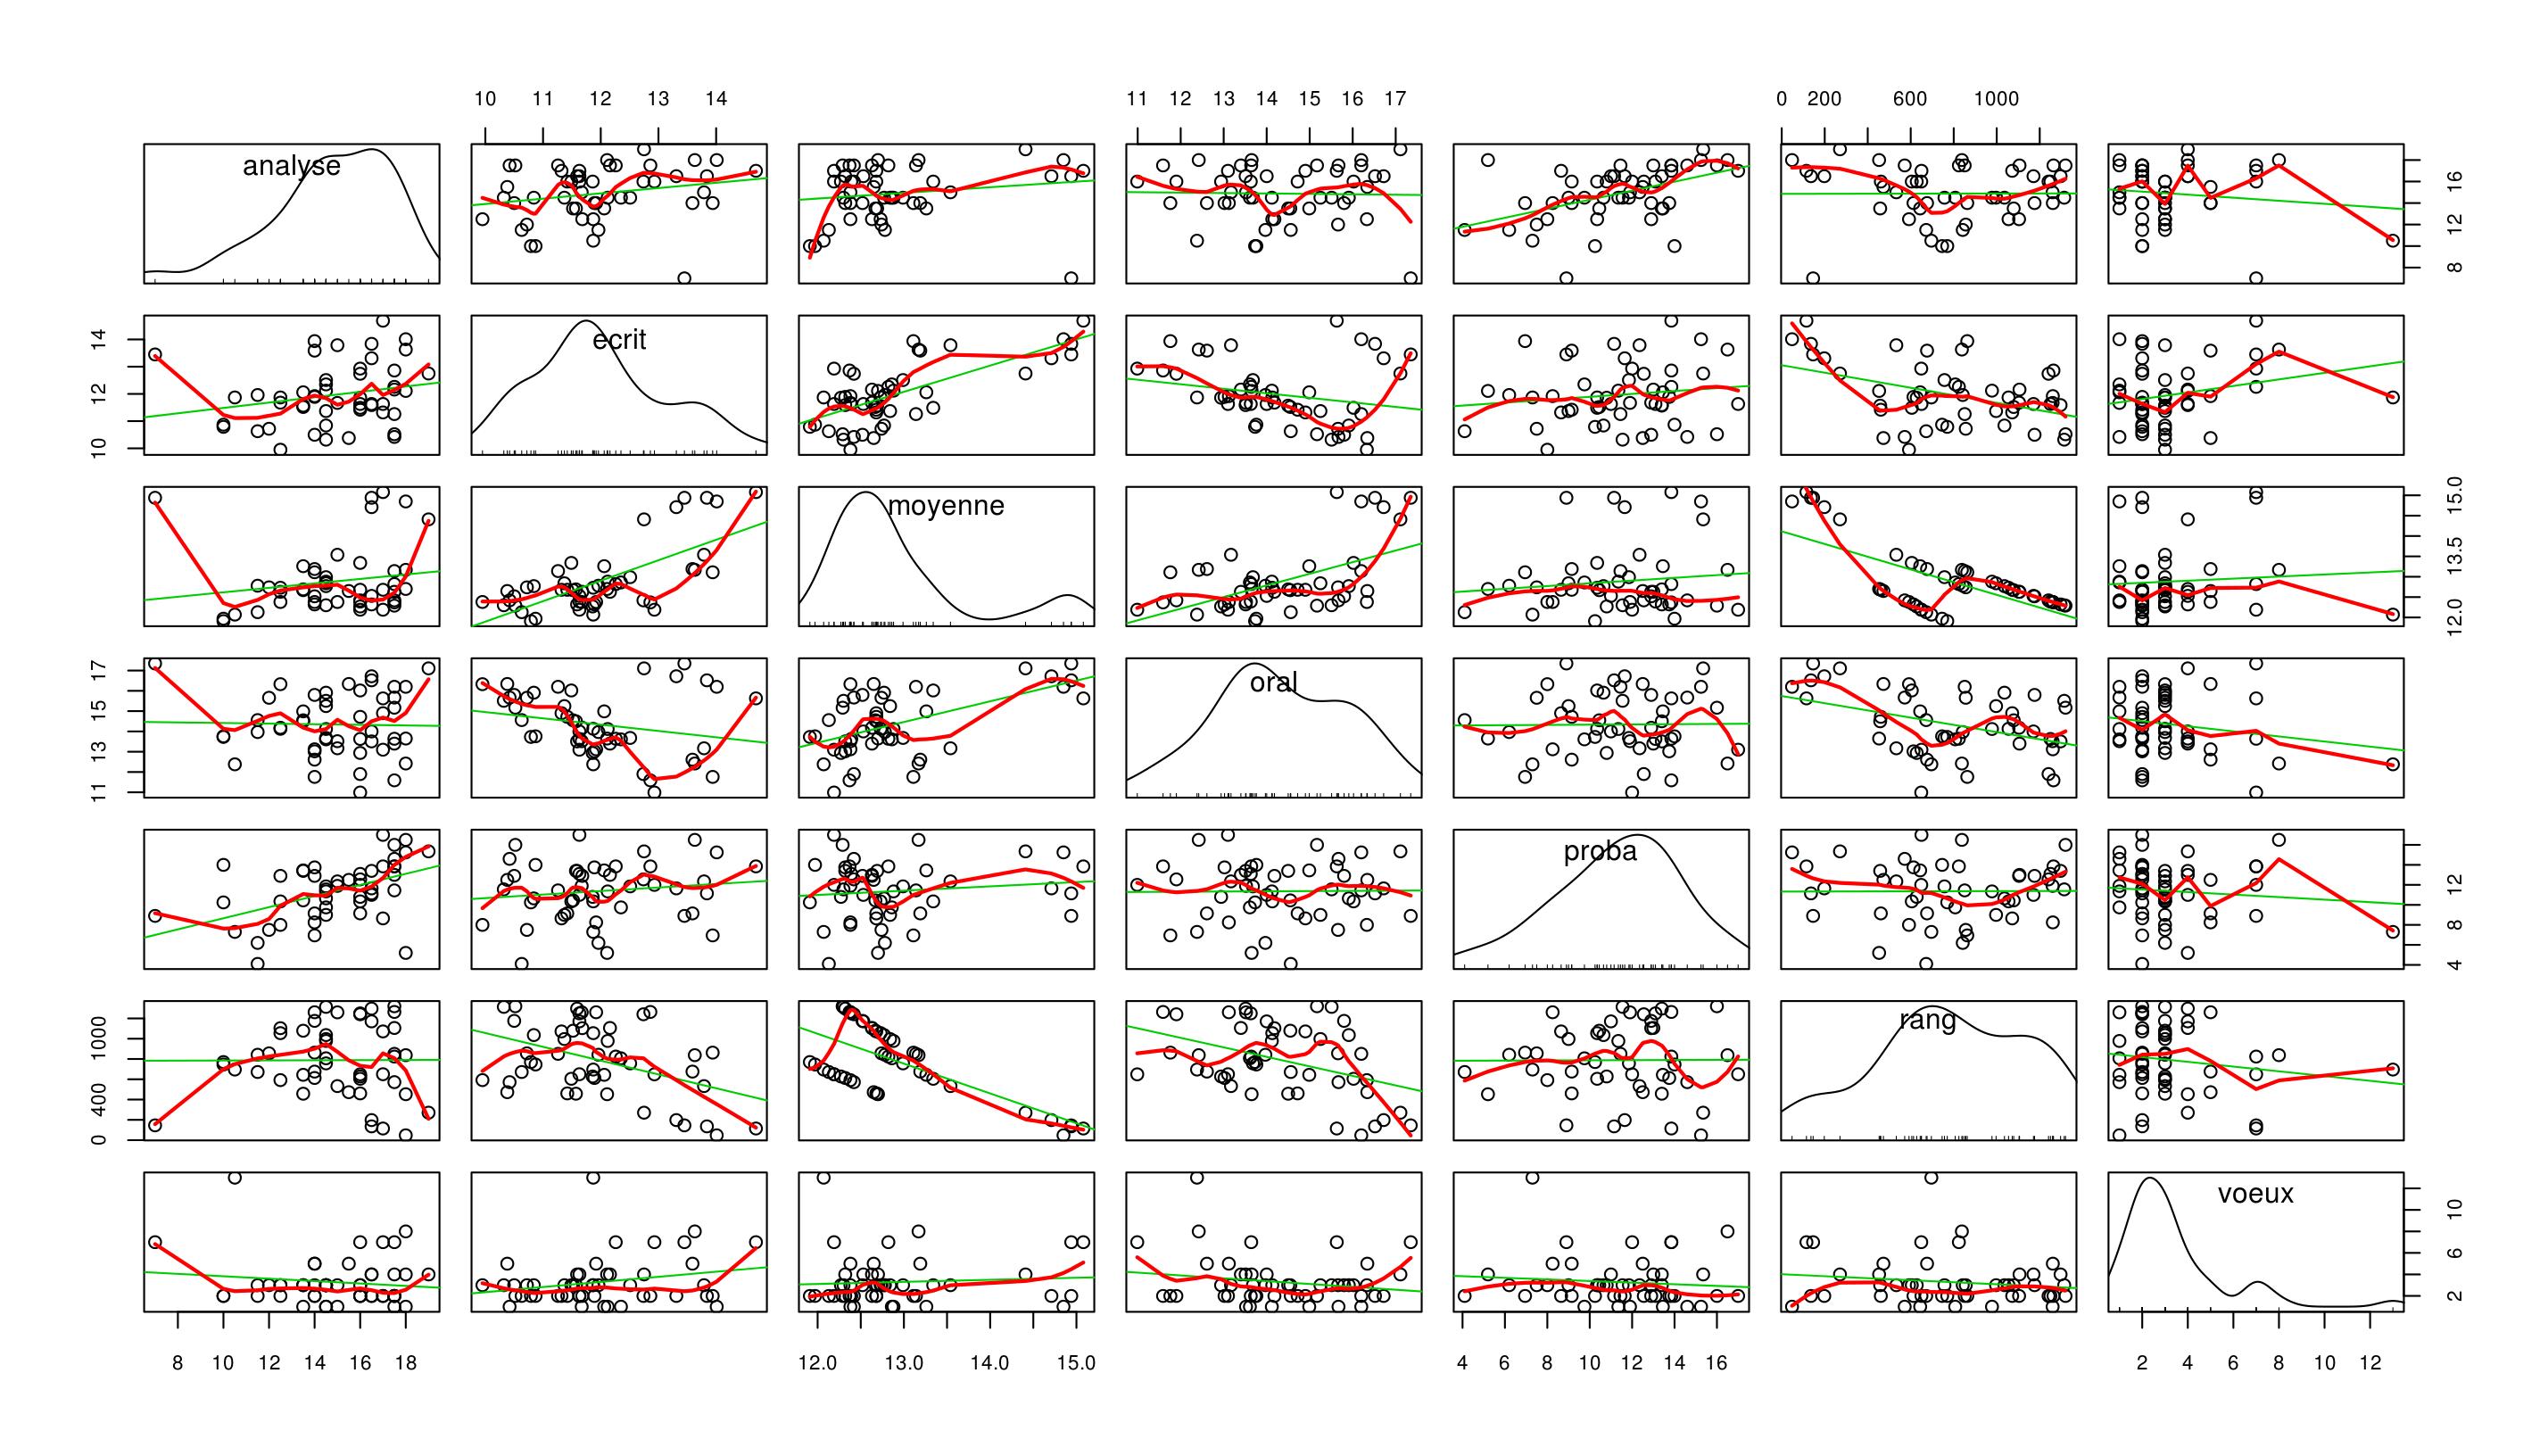 10 11 12 13 14
11 12 13 14 15 16 17
0 200 600 1000
analyse
8 12 16
10 12 14
ecrit
moyenne
12.0 13.5 15.0
11 13 15 17
oral
proba
4 8 12
0 400 1000
rang
voeux
2 6 10
8 10 12 14 16 18
12.0 13.0 14.0 15.0
4 6 8 10 12 14 16
2 4 6 8 10 12